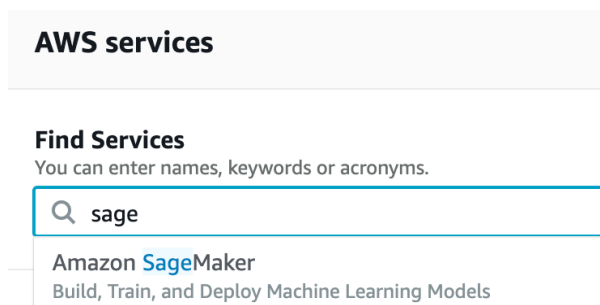 AWS services
Find Services
You can enter names, keywords or acronyms.
sage
Amazon SageMaker
Build, Train, and Deploy Machine Learning Models